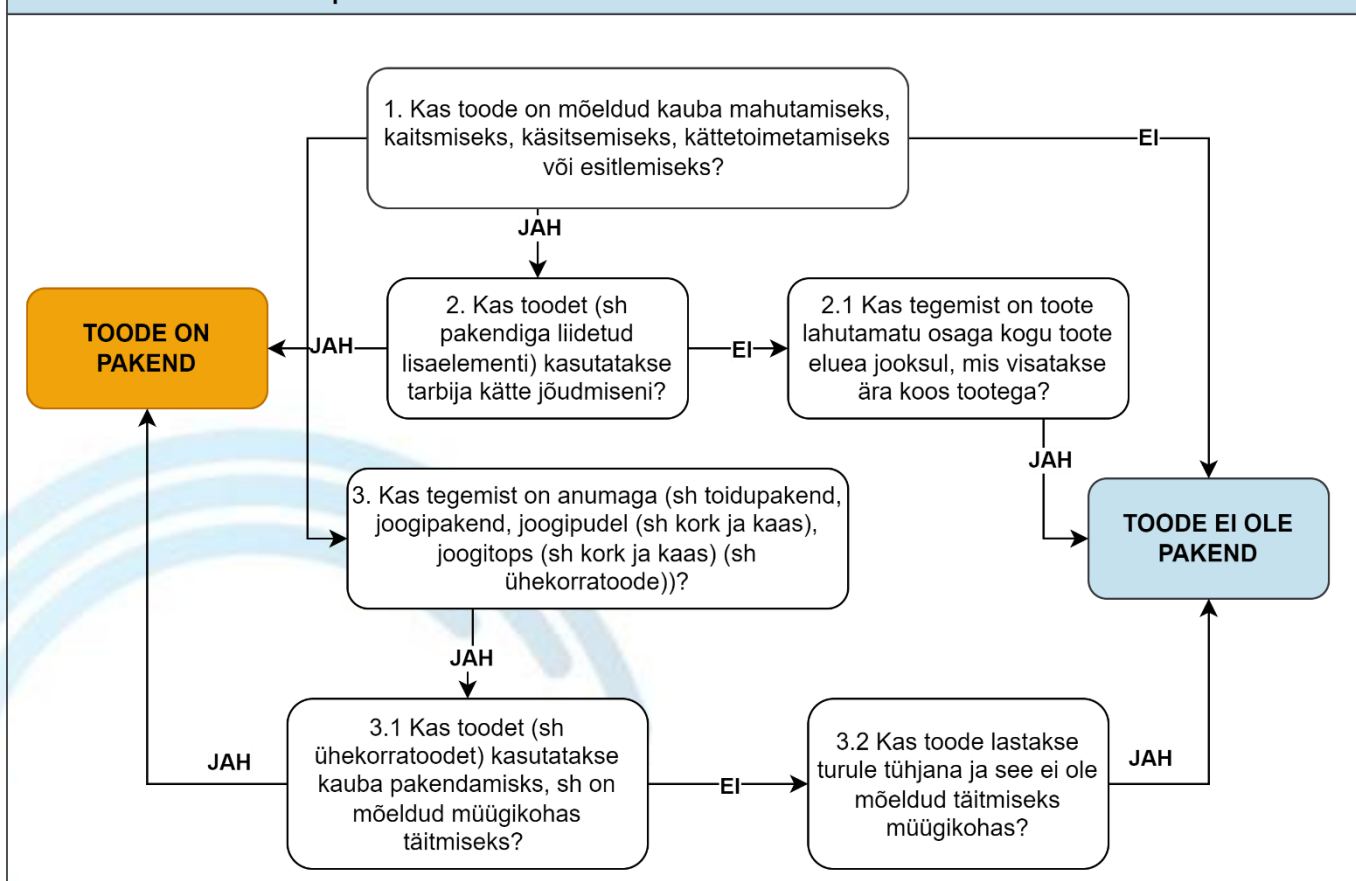 1. Kas toode on mõeldud kauba mahutamiseks,
kaitsmiseks, käsitsemiseks, kättetoimetamiseks
või esitlemiseks?
EI
JAH
TOODE ON
PAKEND
JAH
2. Kas toodet (sh
pakendiga liidetud
lisaelementi) kasutatakse
tarbija kätte jõudmiseni?
EI
2.1 Kas tegemist on toote
lahutamatu osaga kogu toote
eluea jooksul, mis visatakse
ära koos tootega?
JAH
3. Kas tegemist on anumaga (sh toidupakend,
joogipakend, joogipudel (sh kork ja kaas),
joogitops (sh kork ja kaas) (sh
ühekorratoode))?
TOODE EI OLE
PAKEND
JAH
JAH
3.1 Kas toodet (sh
ühekorratoodet) kasutatakse
kauba pakendamisks, sh on
mõeldud müügikohas
täitmiseks?
EI
3.2 Kas toode lastakse
turule tühjana ja see ei ole
mõeldud täitmiseks
müügikohas?
JAH